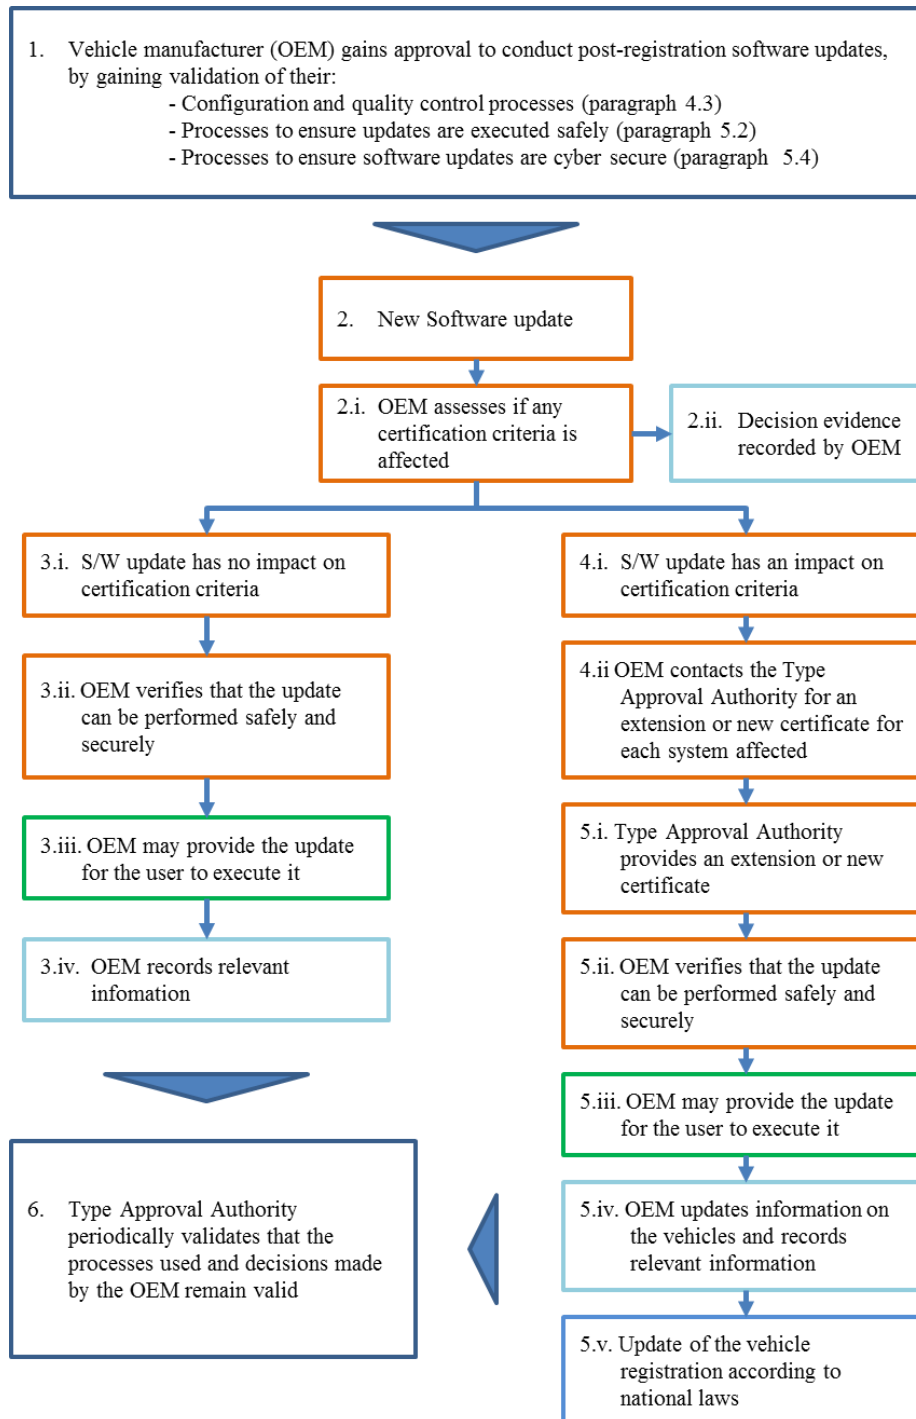 1. Vehicle manufacturer (OEM) gains approval to conduct post-registration software updates,
by gaining validation of their:
- Configuration and quality control processes (paragraph 4.3)
- Processes to ensure updates are executed safely (paragraph 5.2)
- Processes to ensure software updates are cyber secure (paragraph 5.4)
2. New Software update
2.i. OEM assesses if any
certification criteria is
affected
2.ii. Decision evidence
recorded by OEM
3.i. S/W update has no impact on
certification criteria
3.ii. OEM verifies that the update
can be performed safely and
securely
3.iii. OEM may provide the update
for the user to execute it
3.iv. OEM records relevant
infomation
4.i. S/W update has an impact on
certification criteria
4.ii OEM contacts the Type
Approval Authority for an
extension or new certificate for
each system affected
5.i. Type Approval Authority
provides an extension or new
certificate
5.ii. OEM verifies that the update
can be performed safely and
securely
5.iii. OEM may provide the update
for the user to execute it
5.iv. OEM updates information on
the vehicles and records
relevant information
5.v. Update of the vehicle
registration according to
national laws
6. Type Approval Authority
periodically validates that the
processes used and decisions made
by the OEM remain valid